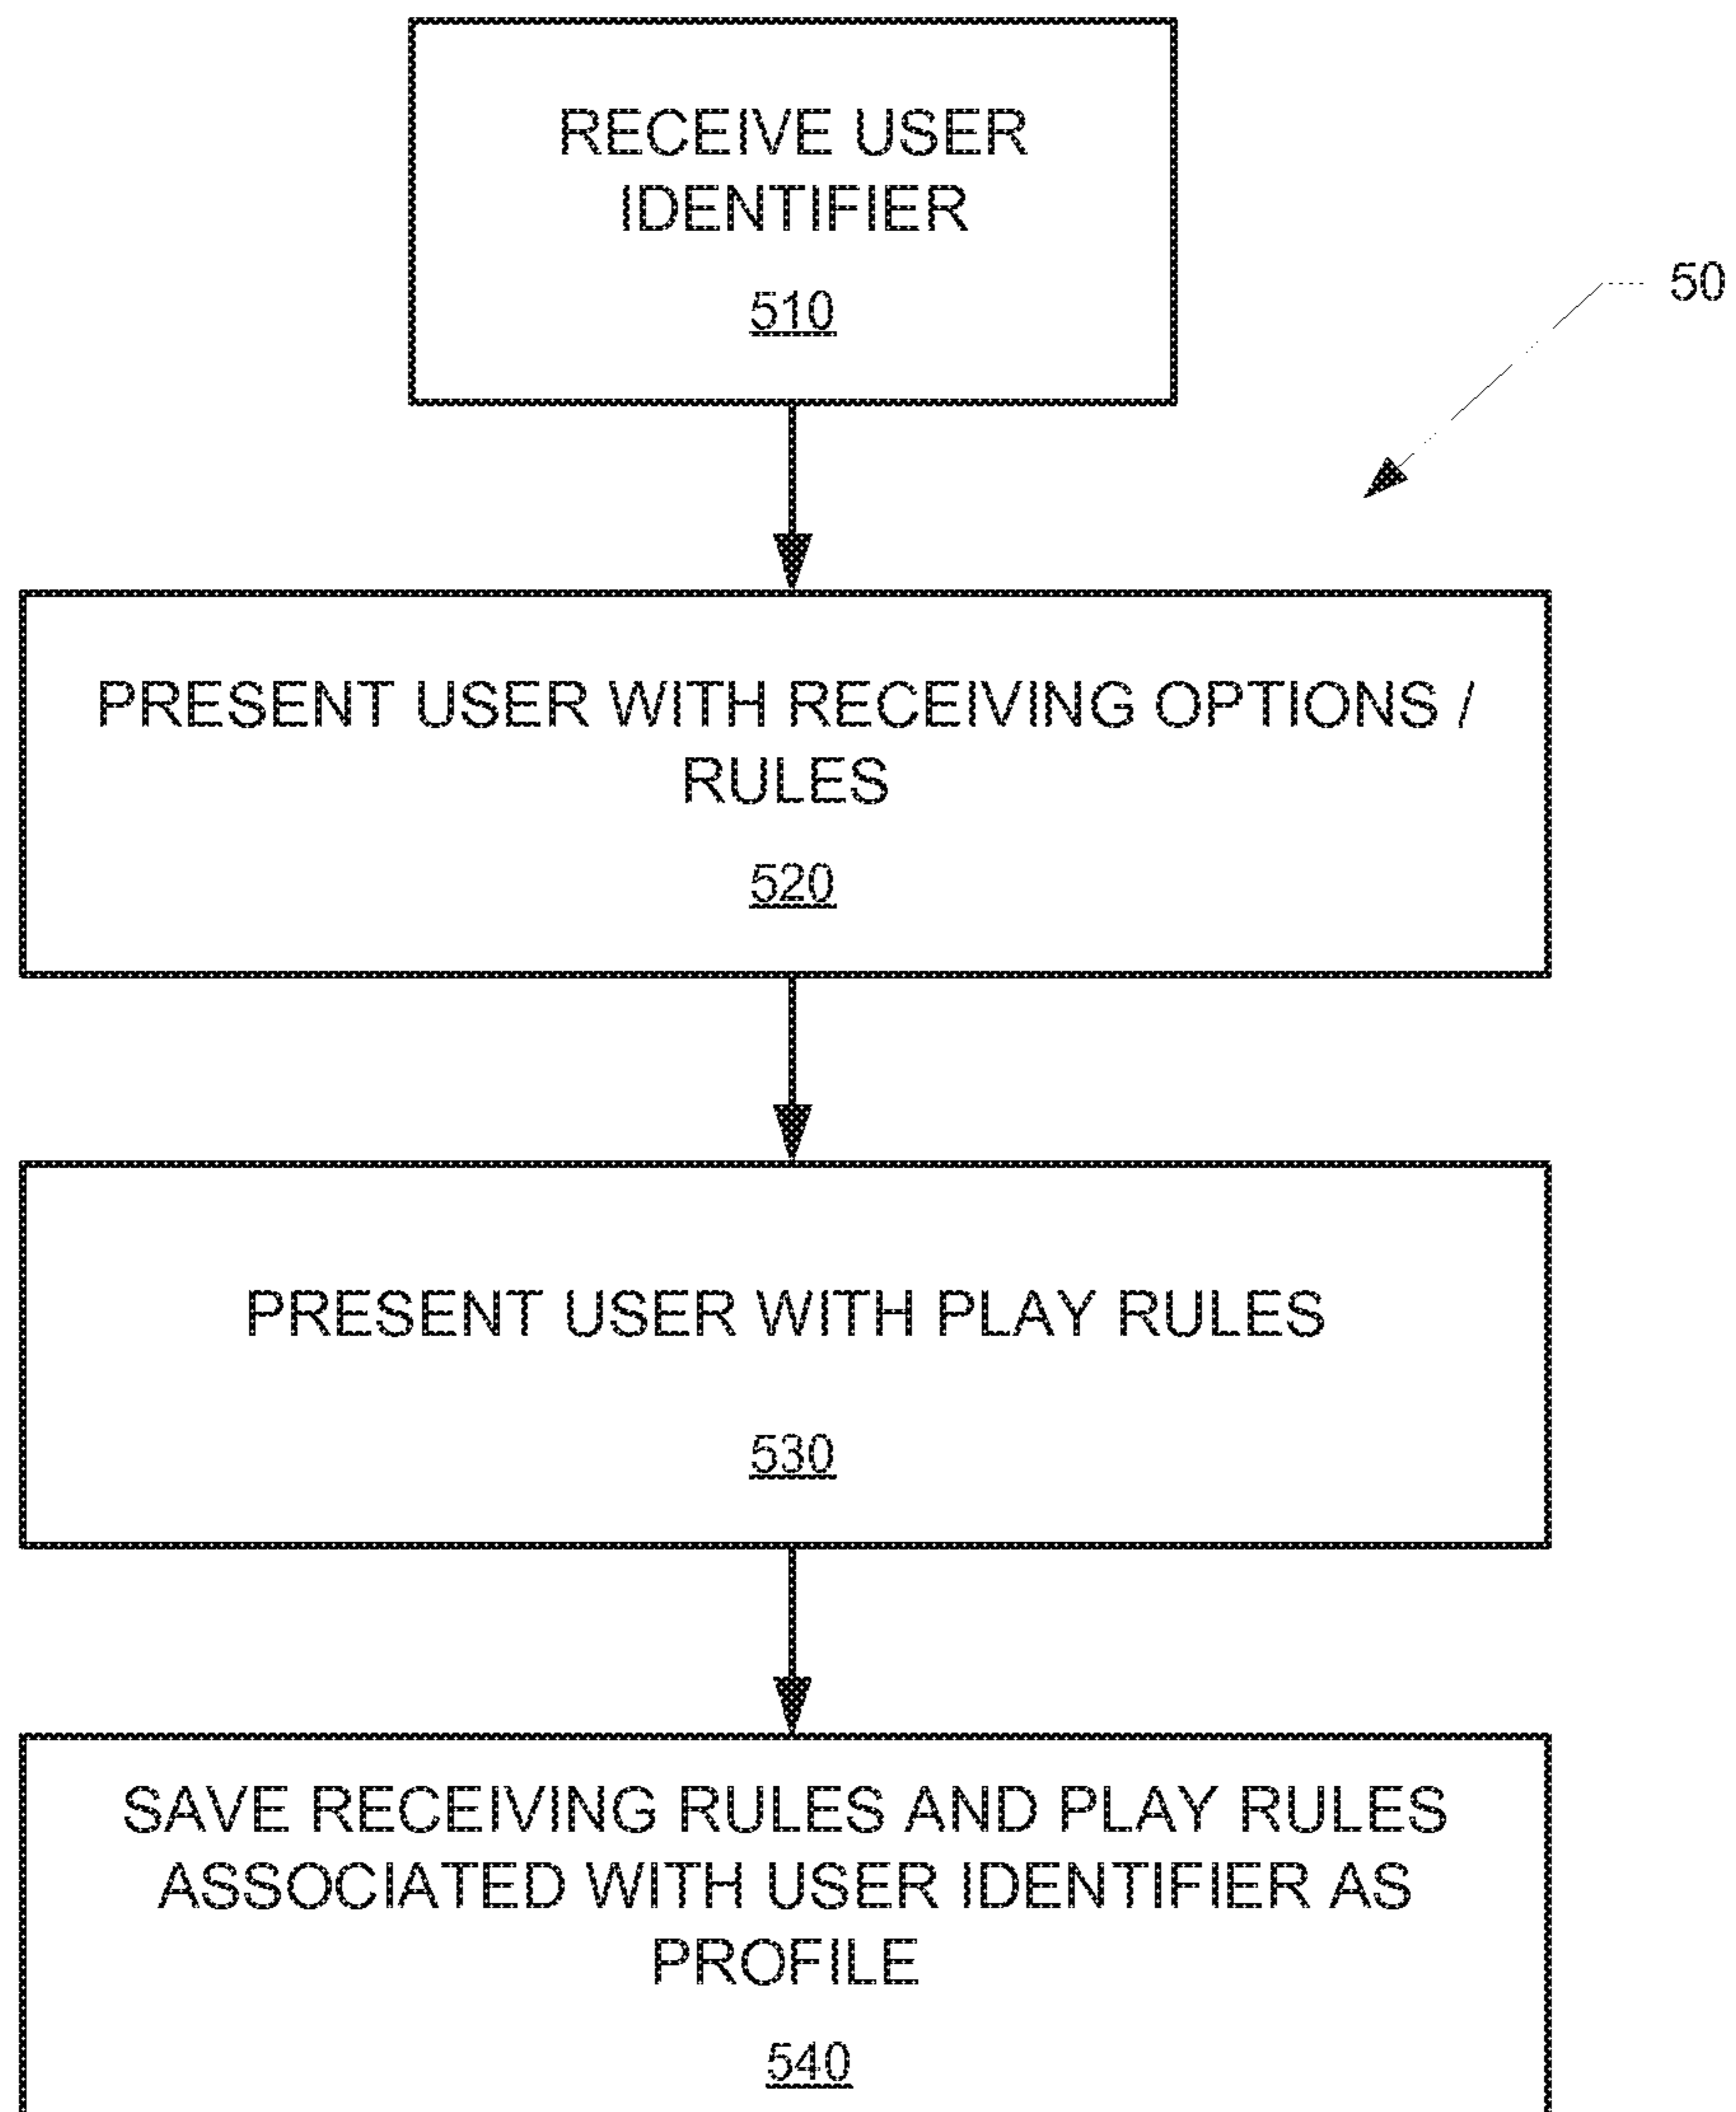 RECEIVE USER
IDENTIFIER
510
50
PRESENT USER WITH RECEIVING OPTIONS /
RULES
520
PRESENT USER WITH PLAY RULES
530
SAVE RECEIVING RULES AND PLAY RULES
ASSOCIATED WITH USER IDENTIFIER AS
PROFILE
540